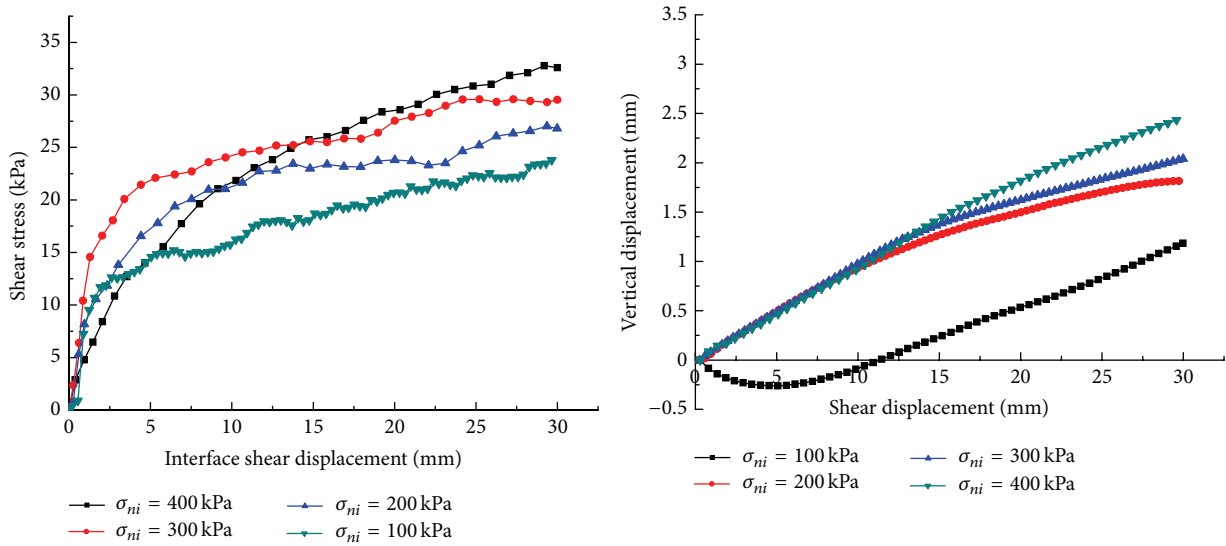 35
30
25
20
15
10
5
0
Shear stress (kPa)
0 5 10 15 20 25 30
Interface shear displacement (mm)
σni = 400 kPa
σni = 300 kPa
σni = 200 kPa
σni = 100 kPa
3.5
3
2.5
2
1.5
1
0.5
0
−0.5
Vertical displacement (mm)
0 5 10 15 20 25 30
Shear displacement (mm)
σni = 100 kPa
σni = 200 kPa
σni = 300 kPa
σni = 400 kPa